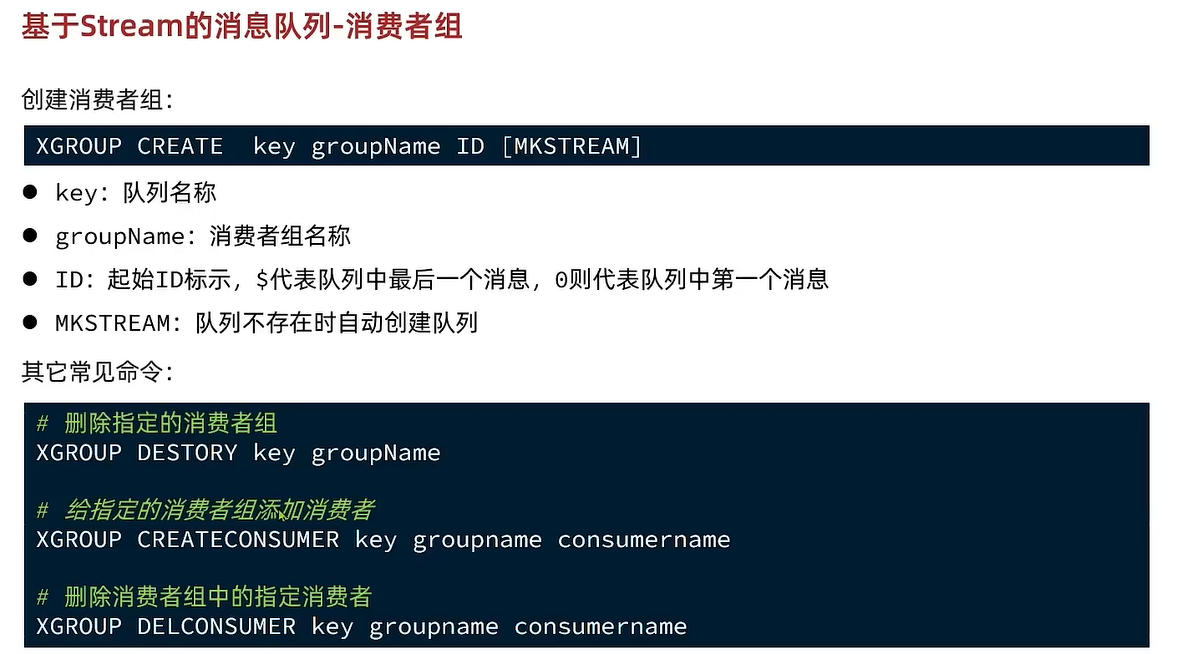 基于Stream的消息队列-消费者组
创建消费者组：
XGROUP CREATE  key groupName ID [MKSTREAM]
● key：队列名称
● groupName：消费者组名称
● ID：起始ID标示，$代表队列中最后一个消息，0则代表队列中第一个消息
● MKSTREAM：队列不存在时自动创建队列
其它常见命令：
# 删除指定的消费者组
XGROUP DESTORY key groupName
# 给指定的消费者组添加消费者
XGROUP CREATECONSUMER key groupname consumername
# 删除消费者组中的指定消费者
XGROUP DELCONSUMER key groupname consumername